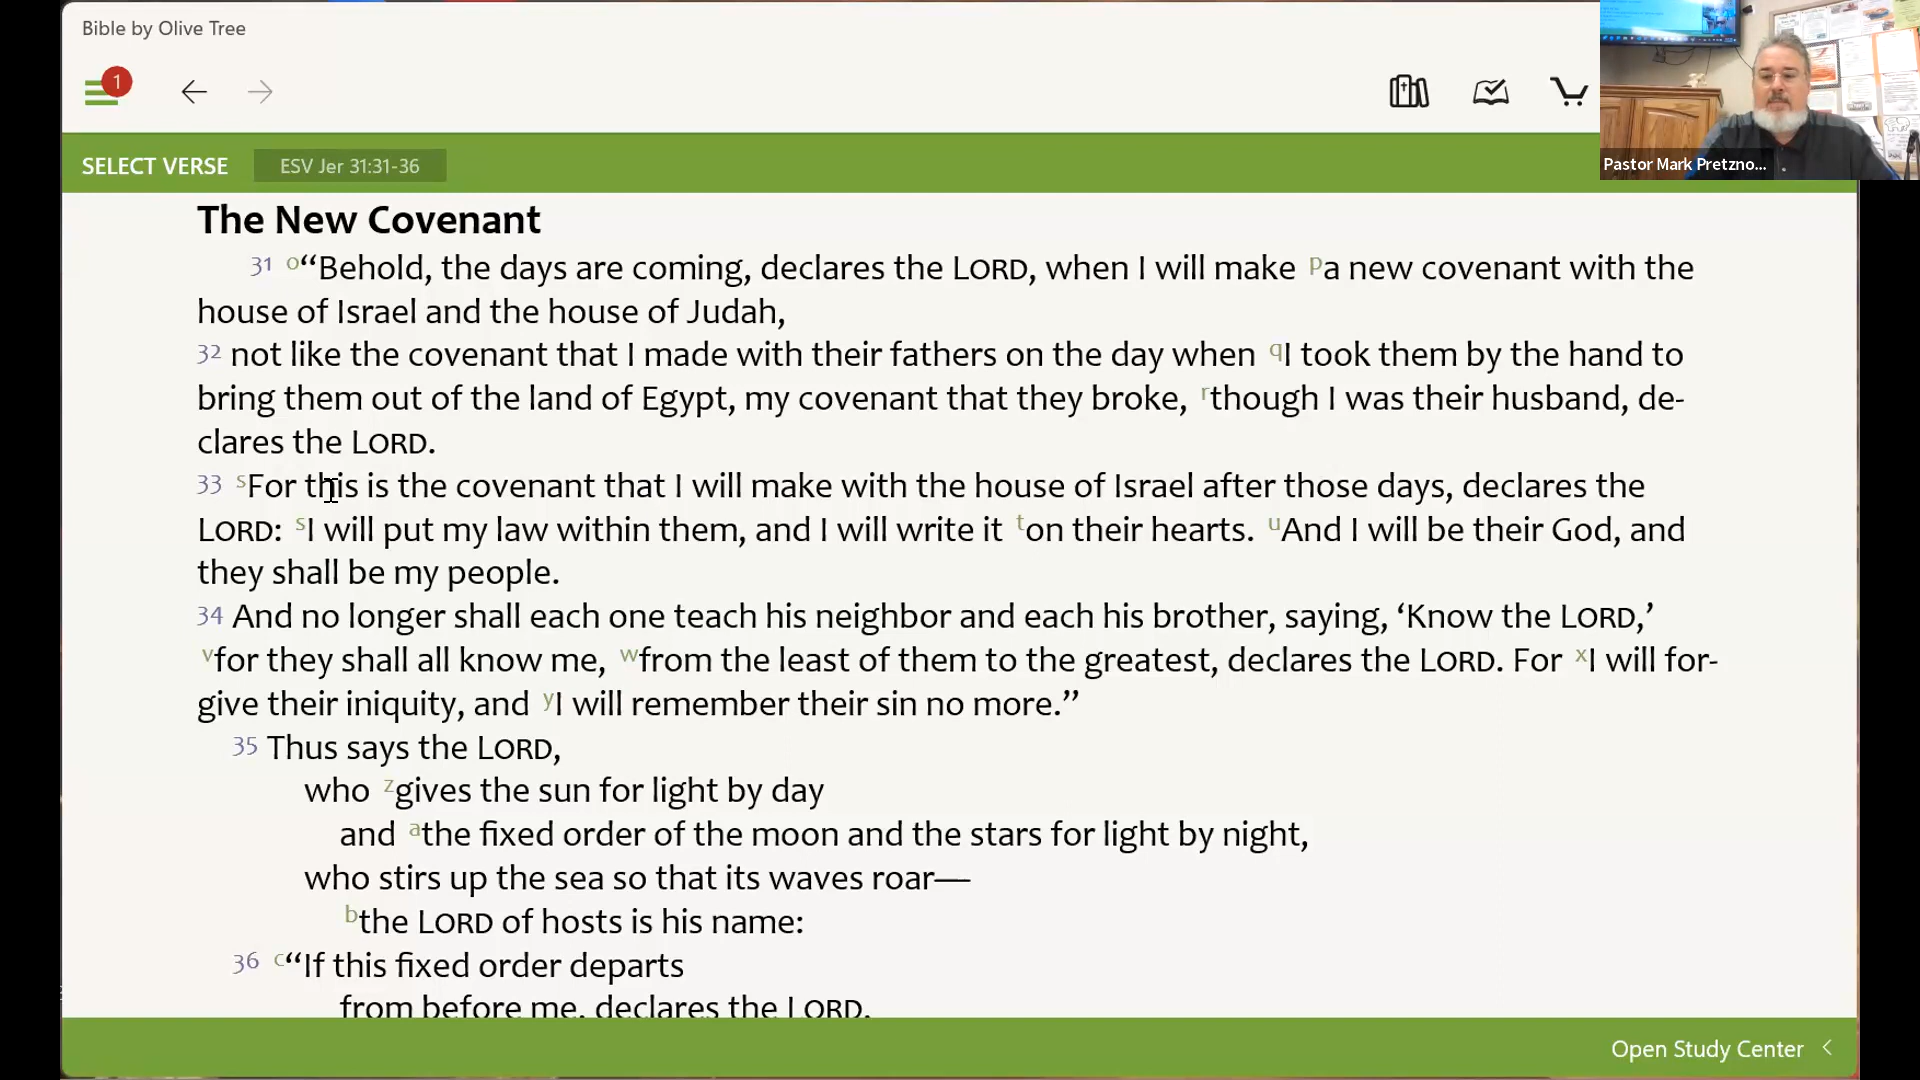 Bible by Olive Tree
1
SELECT VERSE
ESV Jer 31:31-36
Pastor Mark Pretzno...
The New Covenant
31 o“Behold, the days are coming, declares the LORD, when I will make pa new covenant with the
house of Israel and the house of Judah,
32 not like the covenant that I made with their fathers on the day when qI took them by the hand to
bring them out of the land of Egypt, my covenant that they broke, rthough I was their husband, de-
clares the LORD.
33 sFor this is the covenant that I will make with the house of Israel after those days, declares the
LORD: sI will put my law within them, and I will write it ton their hearts. uAnd I will be their God, and
they shall be my people.
34 And no longer shall each one teach his neighbor and each his brother, saying, ‘Know the LORD,’
vfor they shall all know me, wfrom the least of them to the greatest, declares the LORD. For xI will for-
give their iniquity, and yI will remember their sin no more.”
35 Thus says the LORD,
who zgives the sun for light by day
and athe fixed order of the moon and the stars for light by night,
who stirs up the sea so that its waves roar—
bthe LORD of hosts is his name:
36 c“If this fixed order departs
from before me, declares the LORD,
Open Study Center